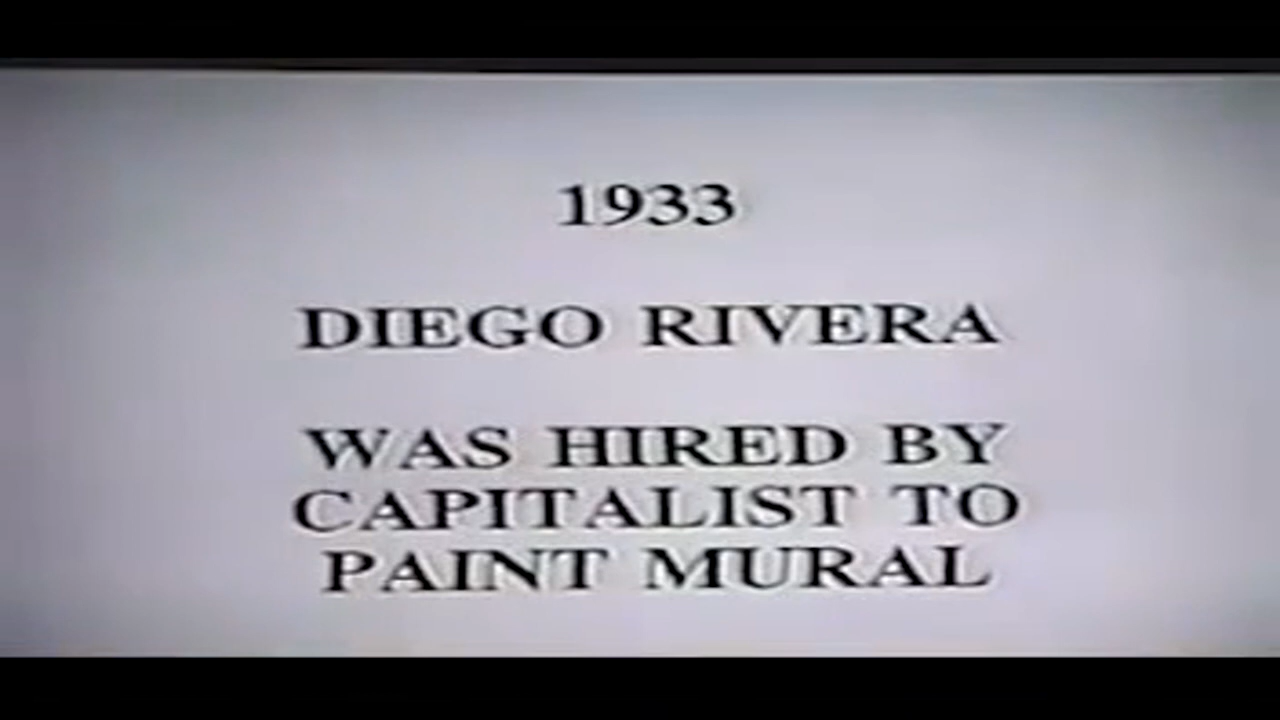 1933
DIEGO RIVERA
WAS HIRED BY
CAPITALIST TO
PAINT MURAL